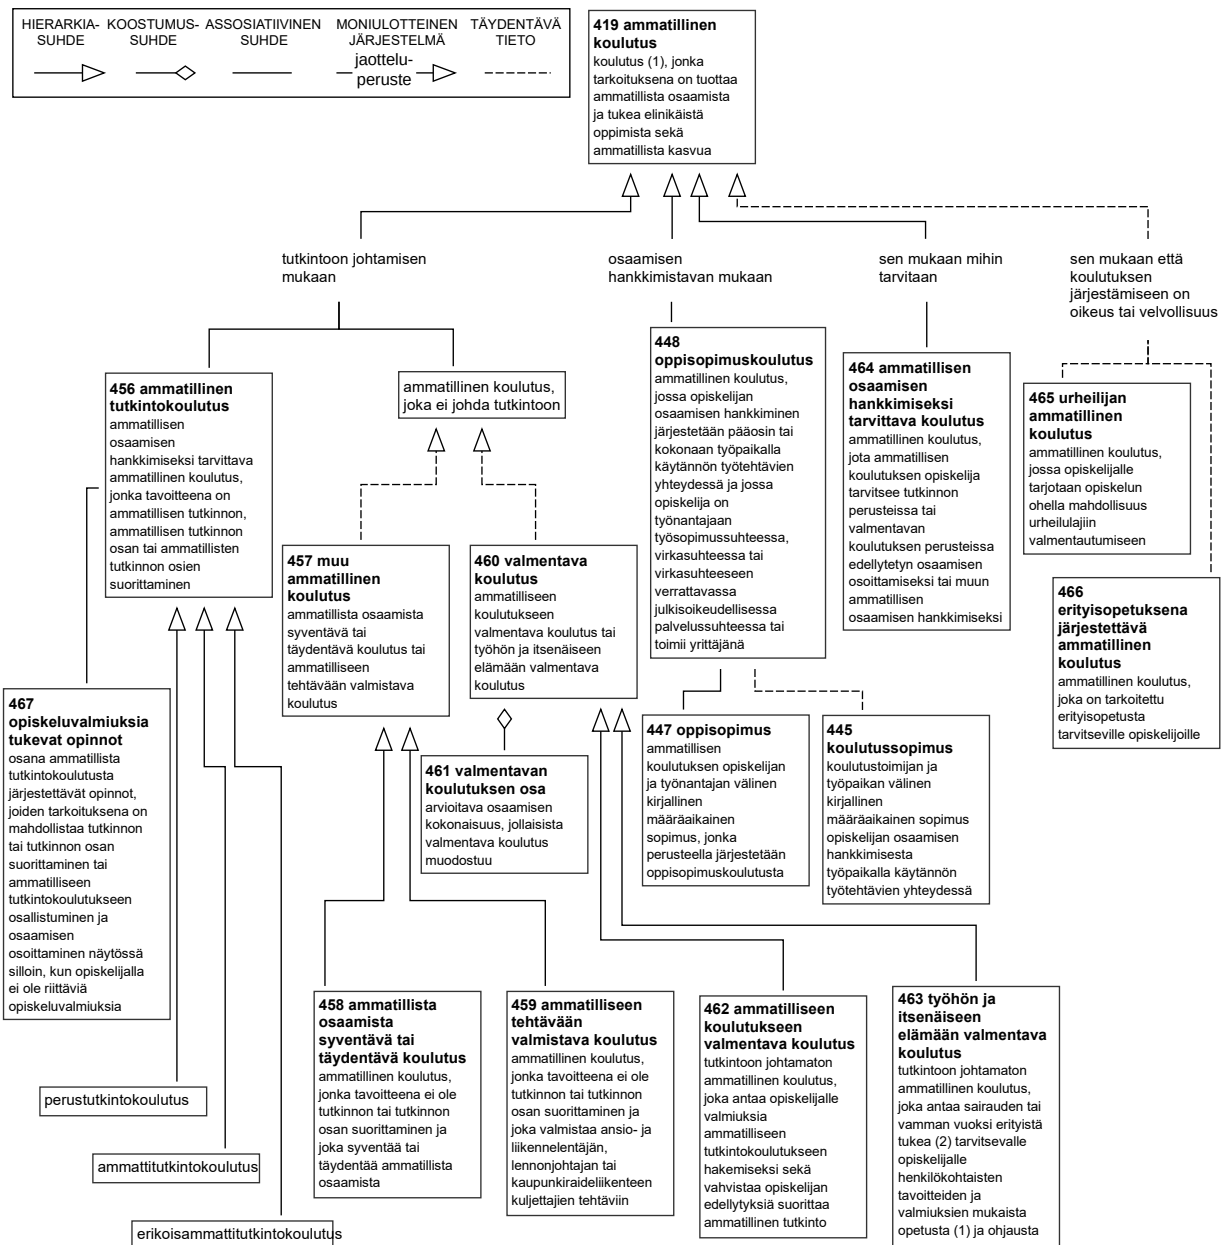 HIERARKIA-
SUHDE
KOOSTUMUS-
SUHDE
ASSOSIATIIVINEN
SUHDE
MONIULOTTEINEN
JÄRJESTELMÄ
jaottelu-
peruste
TÄYDENTÄVÄ
TIETO
419 ammatillinen
koulutus
koulutus (1), jonka
tarkoituksena on tuottaa
ammatillista osaamista
ja tukea elinikäistä
oppimista sekä
ammatillista kasvua
tutkintoon johtamisen
mukaan
osaamisen
hankkimistavan mukaan
sen mukaan mihin
tarvitaan
sen mukaan että
koulutuksen
järjestämiseen on
oikeus tai velvollisuus
456 ammatillinen
tutkintokoulutus
ammatillisen
osaamisen
hankkimiseksi tarvittava
ammatillinen koulutus,
jonka tavoitteena on
ammatillisen tutkinnon,
ammatillisen tutkinnon
osan tai ammatillisten
tutkinnon osien
suorittaminen
ammatillinen koulutus,
joka ei johda tutkintoon
448
oppisopimuskoulutus
ammatillinen koulutus,
jossa opiskelijan
osaamisen hankkiminen
järjestetään pääosin tai
kokonaan työpaikalla
käytännön työtehtävien
yhteydessä ja jossa
opiskelija on
työnantajaan
työsopimussuhteessa,
virkasuhteessa tai
virkasuhteeseen
verrattavassa
julkisoikeudellisessa
palvelussuhteessa tai
toimii yrittäjänä
464 ammatillisen
osaamisen
hankkimiseksi
tarvittava koulutus
ammatillinen koulutus,
jota ammatillisen
koulutuksen opiskelija
tarvitsee tutkinnon
perusteissa tai
valmentavan
koulutuksen perusteissa
edellytetyn osaamisen
osoittamiseksi tai muun
ammatillisen
osaamisen hankkimiseksi
465 urheilijan
ammatillinen
koulutus
ammatillinen koulutus,
jossa opiskelijalle
tarjotaan opiskelun
ohella mahdollisuus
urheilulajiin
valmentautumiseen
466
erityisopetuksena
järjestettävä
ammatillinen
koulutus
ammatillinen koulutus,
joka on tarkoitettu
erityisopetusta
tarvitseville opiskelijoille
457 muu
ammatillinen
koulutus
ammatillista osaamista
syventävä tai
täydentävä koulutus tai
ammatilliseen
tehtävään valmistava
koulutus
460 valmentava
koulutus
ammatilliseen
koulutukseen
valmentava koulutus tai
työhön ja itsenäiseen
elämään valmentava
koulutus
467
opiskeluvalmiuksia
tukevat opinnot
osana ammatillista
tutkintokoulutusta
järjestettävät opinnot,
joiden tarkoituksena on
mahdollistaa tutkinnon
tai tutkinnon osan
suorittaminen tai
ammatilliseen
tutkintokoulutukseen
osallistuminen ja
osaamisen
osoittaminen näytössä
silloin, kun opiskelijalla
ei ole riittäviä
opiskeluvalmiuksia
461 valmentavan
koulutuksen osa
arvioitava osaamisen
kokonaisuus, jollaisista
valmentava koulutus
muodostuu
447 oppisopimus
ammatillisen
koulutuksen opiskelijan
ja työnantajan välinen
kirjallinen
määräaikainen
sopimus, jonka
perusteella järjestetään
oppisopimuskoulutusta
445
koulutussopimus
koulutustoimijan ja
työpaikan välinen
kirjallinen
määräaikainen sopimus
opiskelijan osaamisen
hankkimisesta
työpaikalla käytännön
työtehtävien yhteydessä
458 ammatillista
osaamista
syventävä tai
täydentävä koulutus
ammatillinen koulutus,
jonka tavoitteena ei ole
tutkinnon tai tutkinnon
osan suorittaminen ja
joka syventää tai
täydentää ammatillista
osaamista
459 ammatilliseen
tehtävään
valmistava koulutus
ammatillinen koulutus,
jonka tavoitteena ei ole
tutkinnon tai tutkinnon
osan suorittaminen ja
joka valmistaa ansio- ja
liikennelentäjän,
lennonjohtajan tai
kaupunkiraideliikenteen
kuljettajien tehtäviin
462 ammatilliseen
koulutukseen
valmentava koulutus
tutkintoon johtamaton
ammatillinen koulutus,
joka antaa opiskelijalle
valmiuksia
ammatilliseen
tutkintokoulutukseen
hakemiseksi sekä
vahvistaa opiskelijan
edellytyksiä suorittaa
ammatillinen tutkinto
463 työhön ja
itsenäiseen
elämään valmentava
koulutus
tutkintoon johtamaton
ammatillinen koulutus,
joka antaa sairauden tai
vamman vuoksi erityistä
tukea (2) tarvitsevalle
opiskelijalle
henkilökohtaisten
tavoitteiden ja
valmiuksien mukaista
opetusta (1) ja ohjausta
perustutkintokoulutus
ammattitutkintokoulutus
erikoisammattitutkintokoulutus